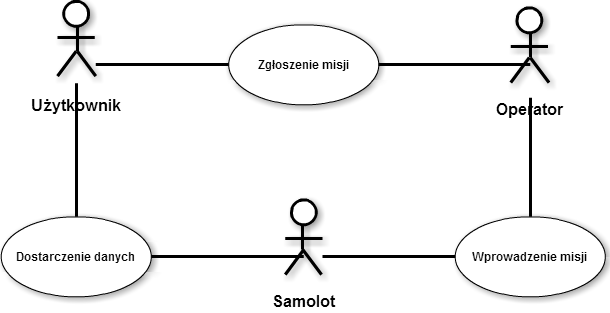 Zgłoszenie misji
Użytkownik
Operator
Dostarczenie danych
Wprowadzenie misji
Samolot